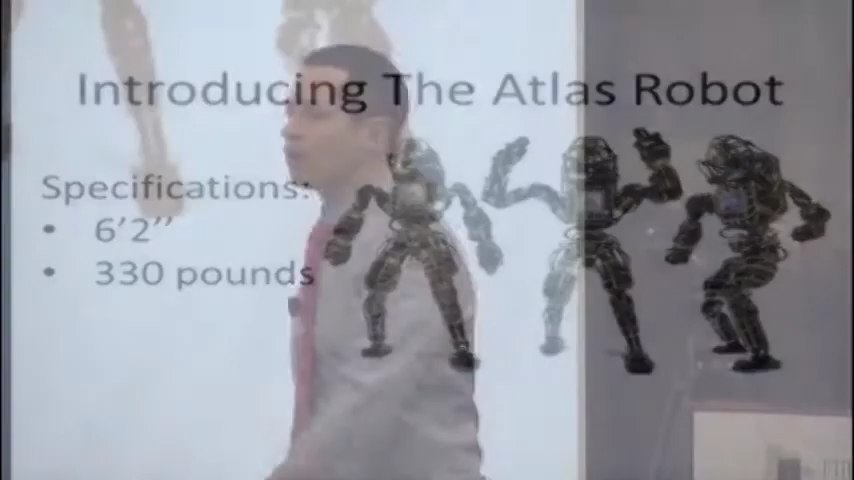 Introducing The Atlas Robot
Specifications:
• 6’2’’
• 330 pounds